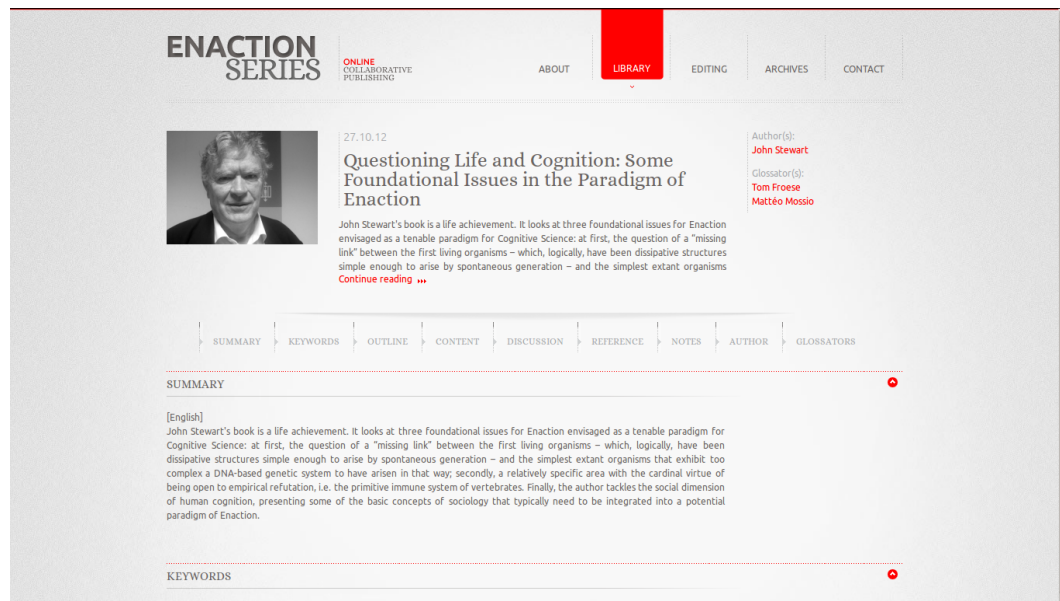 ENACTION
SERIES
ONLINE
COLLABORATIVE
PUBLISHING
ABOUT
LIBRARY
EDITING
ARCHIVES
CONTACT
27.10.12
Questioning Life and Cognition: Some
Foundational Issues in the Paradigm of
Enaction
John Stewart's book is a life achievement. It looks at three foundational issues for Enaction
envisaged as a tenable paradigm for Cognitive Science: at first, the question of a "missing
link" between the first living organisms – which, logically, have been dissipative structures
simple enough to arise by spontaneous generation – and the simplest extant organisms
Continue reading
Author(s):
John Stewart
Glossator(s):
Tom Froese
Mattéo Mossio
SUMMARY
KEYWORDS
OUTLINE
CONTENT
DISCUSSION
REFERENCE
NOTES
AUTHOR
GLOSSATORS
SUMMARY
[English]
John Stewart's book is a life achievement. It looks at three foundational issues for Enaction envisaged as a tenable paradigm for
Cognitive Science: at first, the question of a "missing link" between the first living organisms – which, logically, have been
dissipative structures simple enough to arise by spontaneous generation – and the simplest extant organisms that exhibit too
complex a DNA-based genetic system to have arisen in that way; secondly, a relatively specific area with the cardinal virtue of
being open to empirical refutation, i.e. the primitive immune system of vertebrates. Finally, the author tackles the social dimension
of human cognition, presenting some of the basic concepts of sociology that typically need to be integrated into a potential
paradigm of Enaction.
KEYWORDS